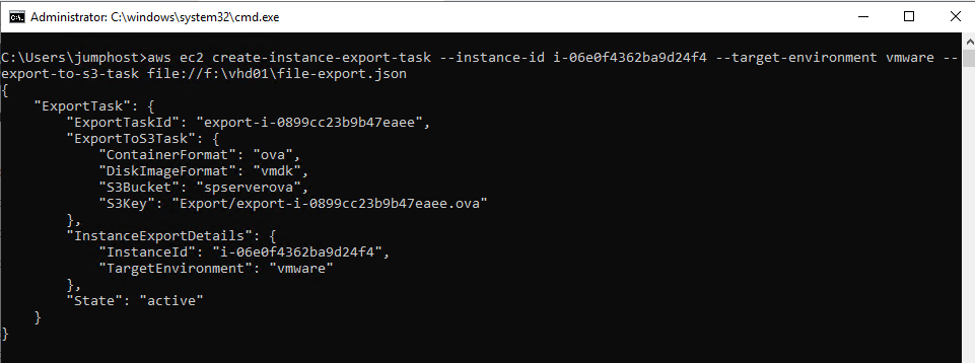 Administrator: C:\windows\system32\cmd.exe
C:\Users\jumphost>aws ec2 create-instance-export-task --instance-id i-06e0f4362ba9d24f4 --target-environment vmware --
export-to-s3-task file://f:\vhd01\file-export.json
{
    "ExportTask": {
        "ExportTaskId": "export-i-0899cc23b9b47eaee",
        "ExportToS3Task": {
            "ContainerFormat": "ova",
            "DiskImageFormat": "vmdk",
            "S3Bucket": "spserverova",
            "S3Key": "Export/export-i-0899cc23b9b47eaee.ova"
        },
        "InstanceExportDetails": {
            "InstanceId": "i-06e0f4362ba9d24f4",
            "TargetEnvironment": "vmware"
        },
        "State": "active"
    }
}